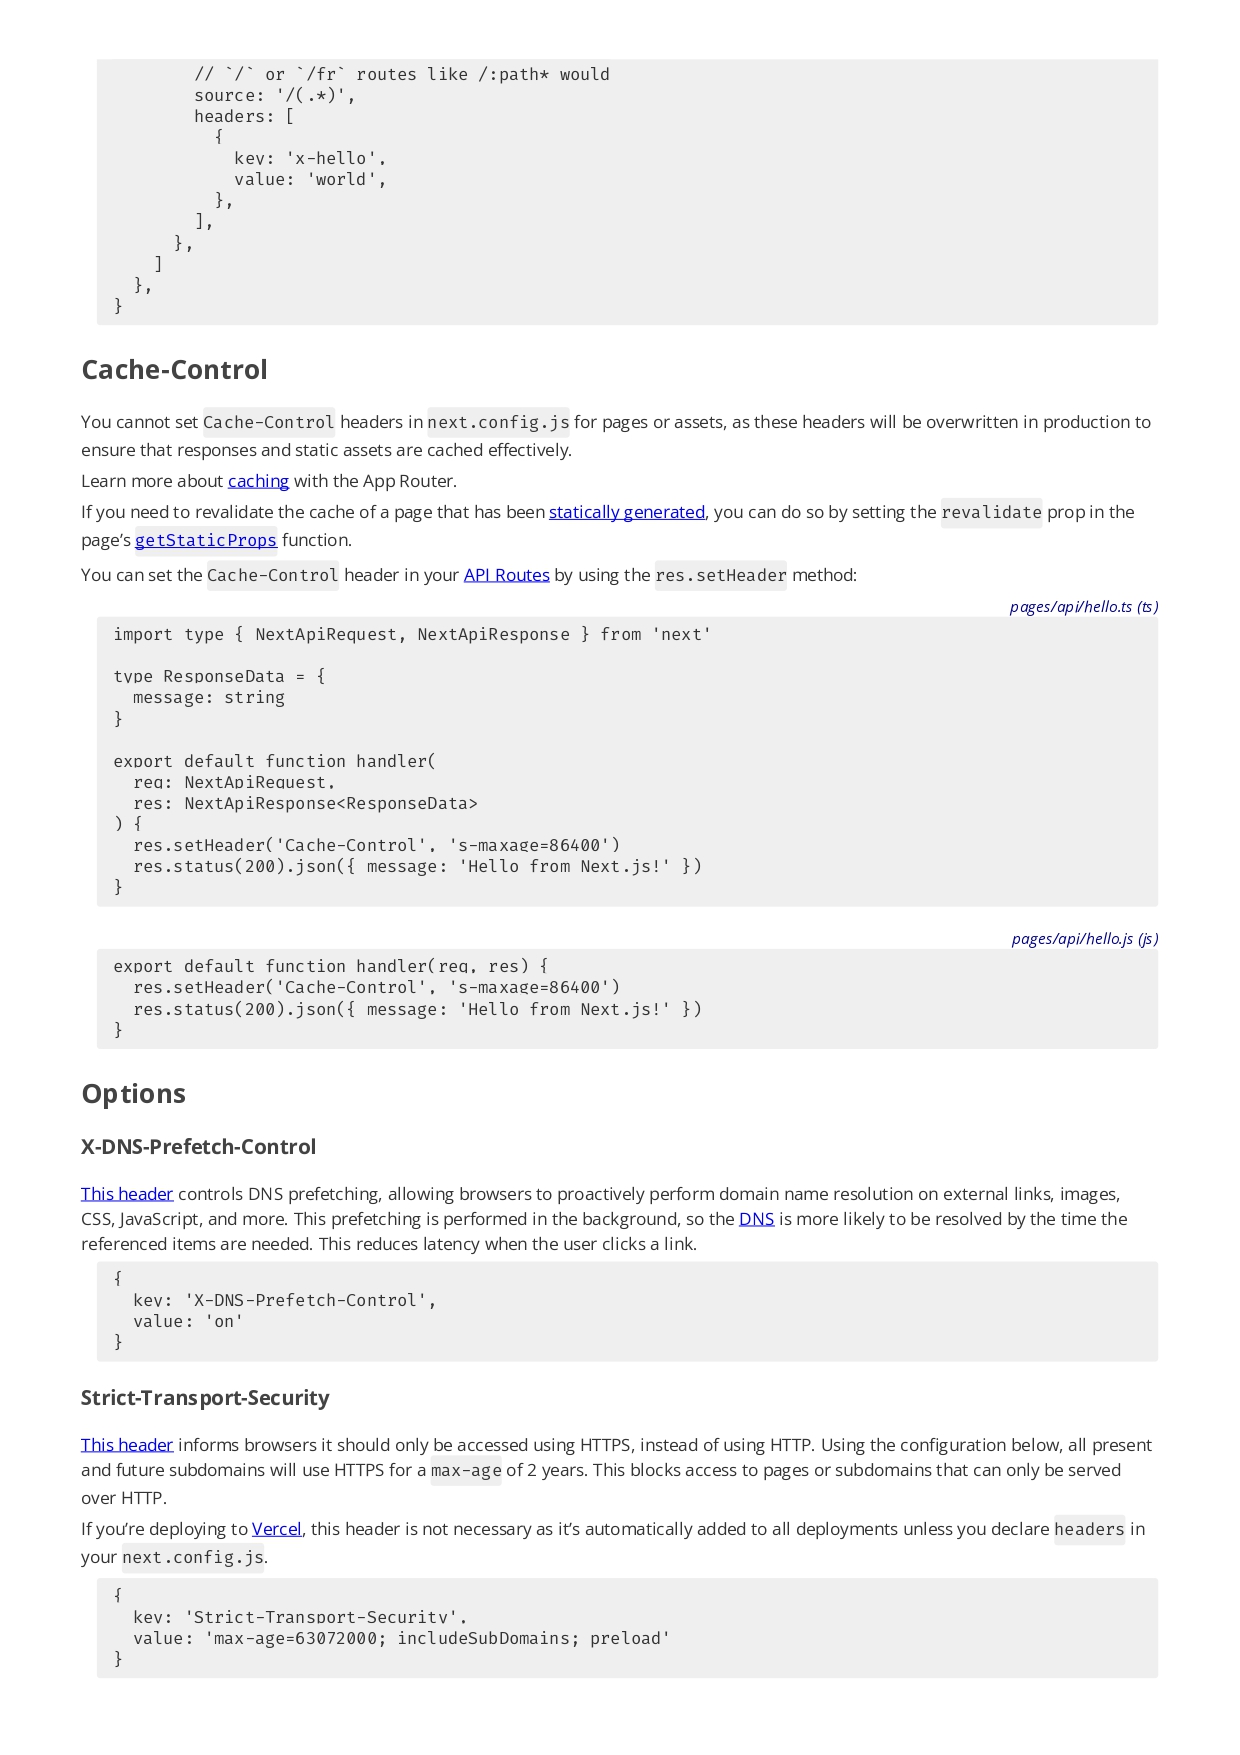 // `/` or `/fr` routes like /:path* would
source: '/(.*)',
headers: [
{
key: 'x-hello',
value: 'world',
},
],
},
]
},
}
Cache-Control
You cannot set Cache-Control headers in next.config.js for pages or assets, as these headers will be overwritten in production to
ensure that responses and static assets are cached effectively.
Learn more about caching with the App Router.
If you need to revalidate the cache of a page that has been statically generated, you can do so by setting the revalidate prop in the
page’s getStaticProps function.
You can set the Cache-Control header in your API Routes by using the res.setHeader method:
pages/api/hello.ts (ts)
import type { NextApiRequest, NextApiResponse } from 'next'
type ResponseData = {
message: string
}
export default function handler(
req: NextApiRequest,
res: NextApiResponse<ResponseData>
) {
res.setHeader('Cache-Control', 's-maxage=86400')
res.status(200).json({ message: 'Hello from Next.js!' })
}
pages/api/hello.js (js)
export default function handler(req, res) {
res.setHeader('Cache-Control', 's-maxage=86400')
res.status(200).json({ message: 'Hello from Next.js!' })
}
Options
X-DNS-Prefetch-Control
This header controls DNS prefetching, allowing browsers to proactively perform domain name resolution on external links, images,
CSS, JavaScript, and more. This prefetching is performed in the background, so the DNS is more likely to be resolved by the time the
referenced items are needed. This reduces latency when the user clicks a link.
{
key: 'X-DNS-Prefetch-Control',
value: 'on'
}
Strict-Transport-Security
This header informs browsers it should only be accessed using HTTPS, instead of using HTTP. Using the configuration below, all present
and future subdomains will use HTTPS for a max-age of 2 years. This blocks access to pages or subdomains that can only be served
over HTTP.
If you’re deploying to Vercel, this header is not necessary as it’s automatically added to all deployments unless you declare headers in
your next.config.js.
{
key: 'Strict-Transport-Security',
value: 'max-age=63072000; includeSubDomains; preload'
}